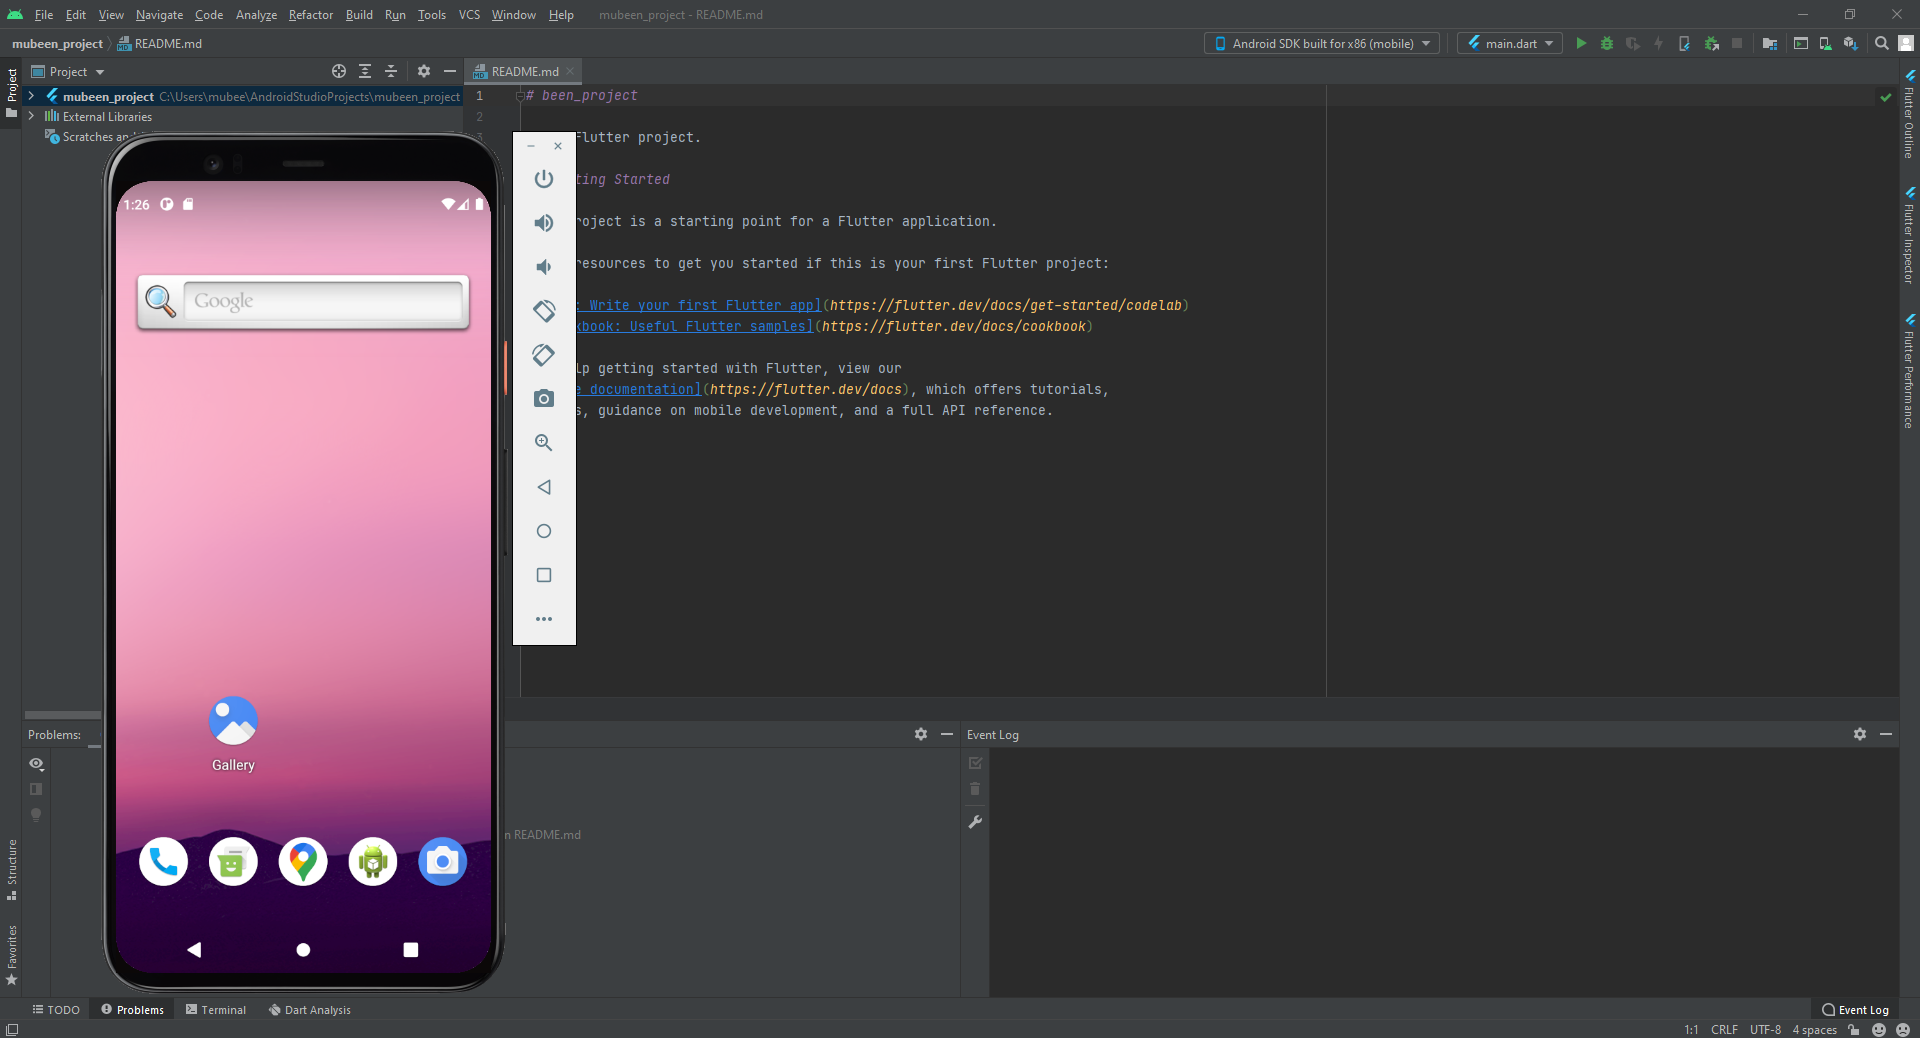 File Edit View Navigate Code Analyze Refactor Build Run Tools VCS Window Help mubeen_project - README.md
mubeen_project README.md
Android SDK built for x86 (mobile)
main.dart
Project
README.md
mubeen_project C:\Users\mubee\AndroidStudioProjects\mubeen_project
External Libraries
Scratches an
1
2
3
# been_project
Flutter project.
ting Started
roject is a starting point for a Flutter application.
resources to get you started if this is your first Flutter project:
: Write your first Flutter app](https://flutter.dev/docs/get-started/codelab)
kbook: Useful Flutter samples](https://flutter.dev/docs/cookbook)
lp getting started with Flutter, view our
e documentation](https://flutter.dev/docs), which offers tutorials,
s, guidance on mobile development, and a full API reference.
1:26
Google
Gallery
Project
Structure
Favorites
Flutter Outline
Flutter Inspector
Flutter Performance
Problems:
n README.md
Event Log
TODO Problems Terminal Dart Analysis
Event Log
1:1 CRLF UTF-8 4 spaces